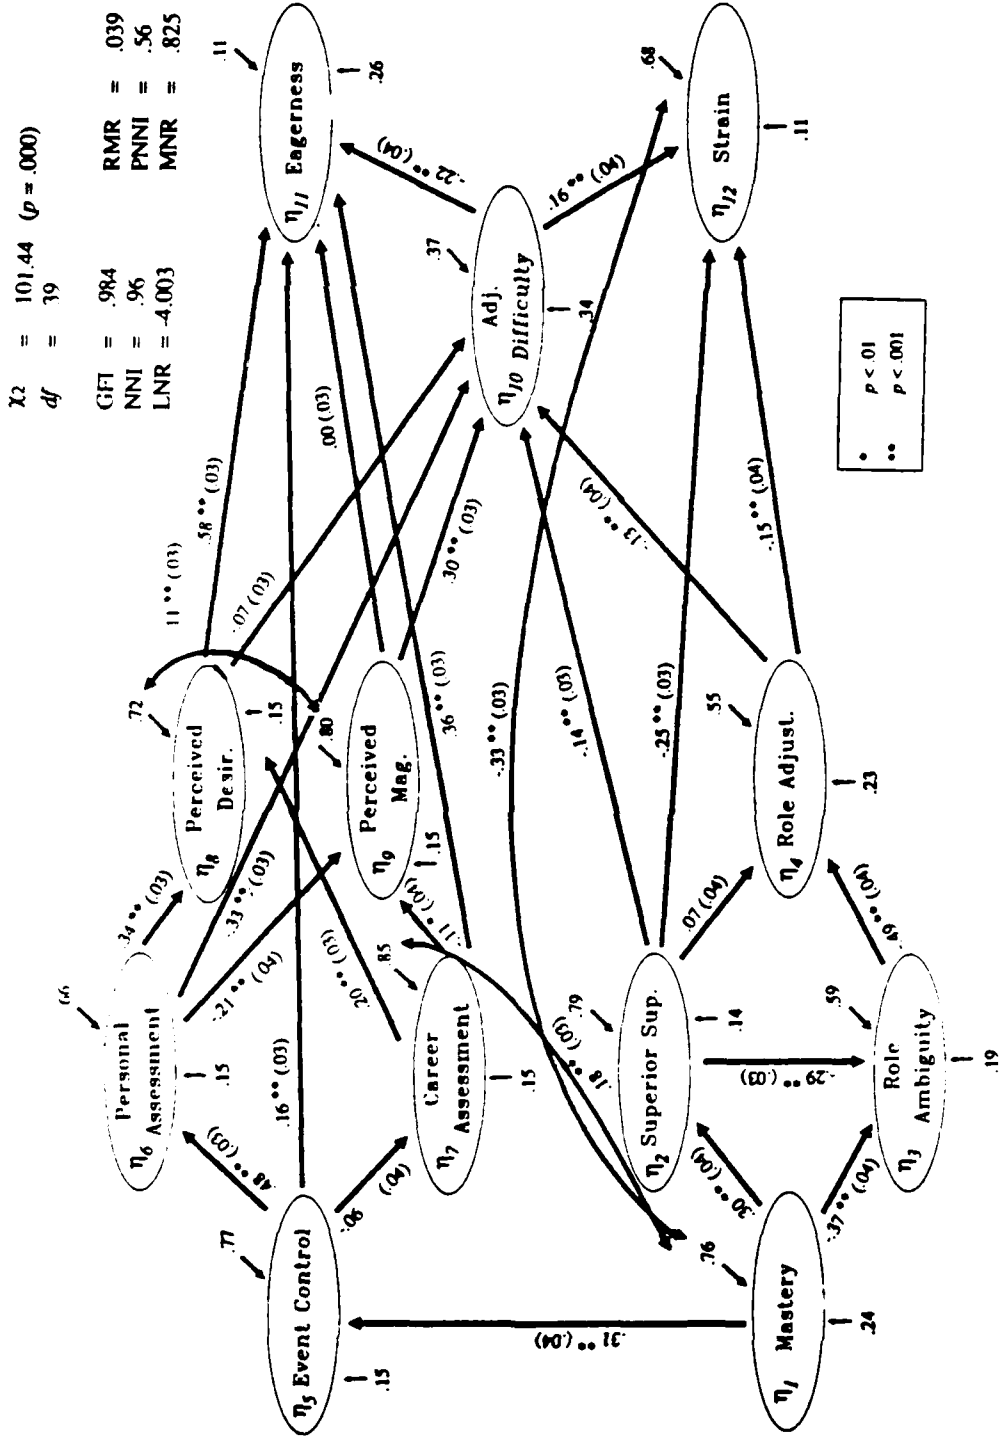 χ2 = 101.44 (p = .000)
df = 39
GFI = .984 RMR = .039
NNI = .96 PNNI = .56
LNR = -4.003 MNR = .825
.11
η11 Eagerness
.26
.68
η12 Strain
.11
-.22 ** (.04)
.16 ** (.04)
.37
Adj.
η10 Difficulty
.34
* p < .01
** p < .001
.58 ** (.03)
.11 ** (.03)
-.07 (.03)
.00 (.03)
.30 ** (.03)
.36 ** (.03)
-.33 ** (.03)
-.14 ** (.03)
-.13 ** (.04)
-.25 ** (.03)
-.15 ** (.04)
.72
Perceived
η8 Desir.
.15
.80
Perceived
η9 Mag.
.15
.55
η4 Role Adjust.
.23
.34 ** (.03)
-.33 ** (.03)
-.21 ** (.04)
.20 ** (.03)
-.11 * (.04)
.18 ** (.03)
.07 (.04)
-.49 ** (.04)
.66
Personal
η6 Assessment
.15
.85
Career
η7 Assessment
.15
.79
η2 Superior Sup.
.14
-.29 ** (.03)
.59
Role
η3 Ambiguity
.19
.48 ** (.03)
.16 ** (.03)
-.06 (.04)
.30 ** (.04)
-.37 ** (.04)
.77
η5 Event Control
.15
.31 ** (.04)
.76
η1 Mastery
.24